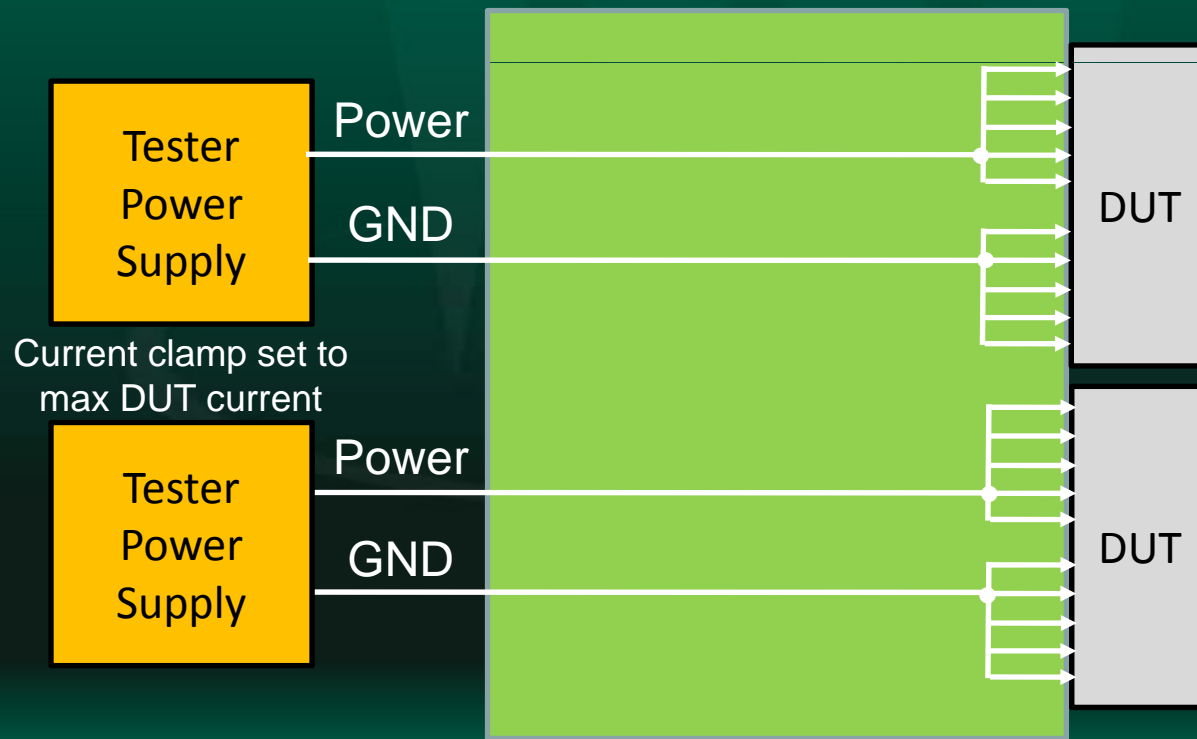 Tester
Power
Supply
Power
GND
DUT
Current clamp set to
max DUT current
Tester
Power
Supply
Power
GND
DUT